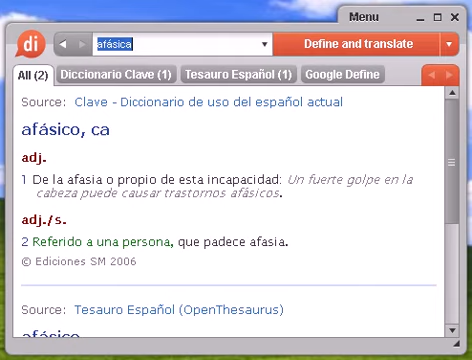 Menu
di
afásica
Define and translate
All (2)
Diccionario Clave (1)
Tesauro Español (1)
Google Define
Source: Clave - Diccionario de uso del español actual
afásico, ca
adj.
1 De la afasia o propio de esta incapacidad: Un fuerte golpe en la
cabeza puede causar trastornos afásicos.
adj./s.
2 Referido a una persona, que padece afasia.
© Ediciones SM 2006
Source: Tesauro Español (OpenThesaurus)
afásico